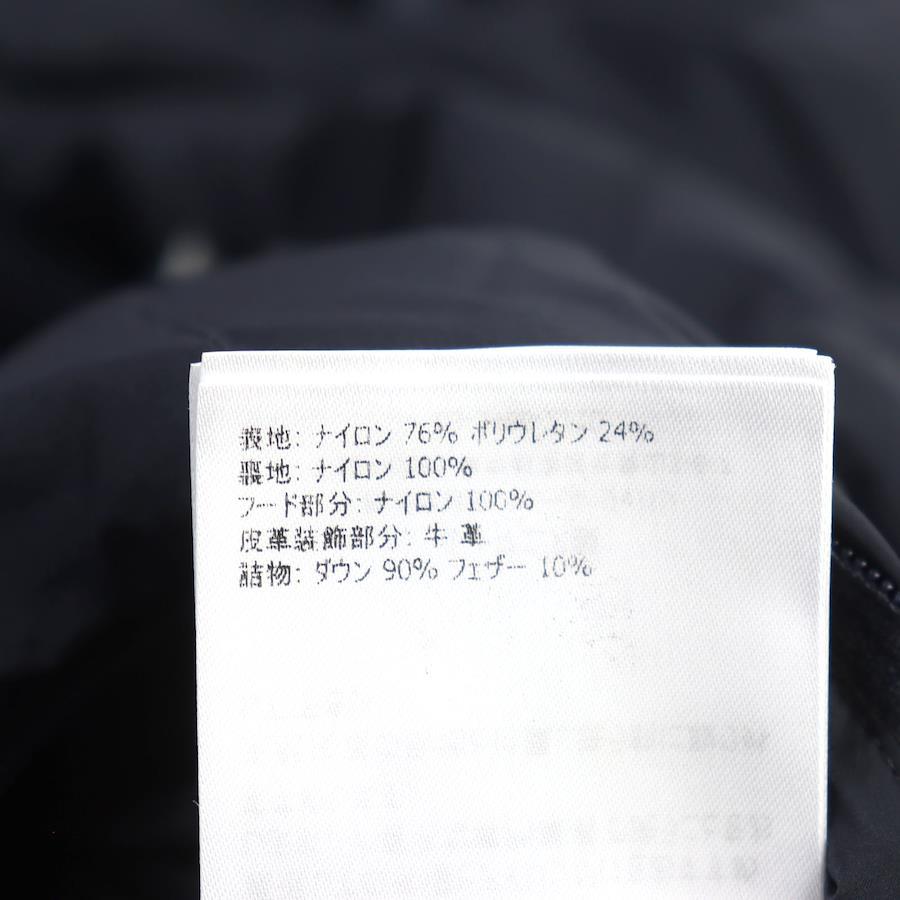 表地: ナイロン 76% ポリウレタン 24%
裏地: ナイロン 100%
フード部分: ナイロン 100%
皮革装飾部分: 牛 革
詰物: ダウン 90% フェザー 10%